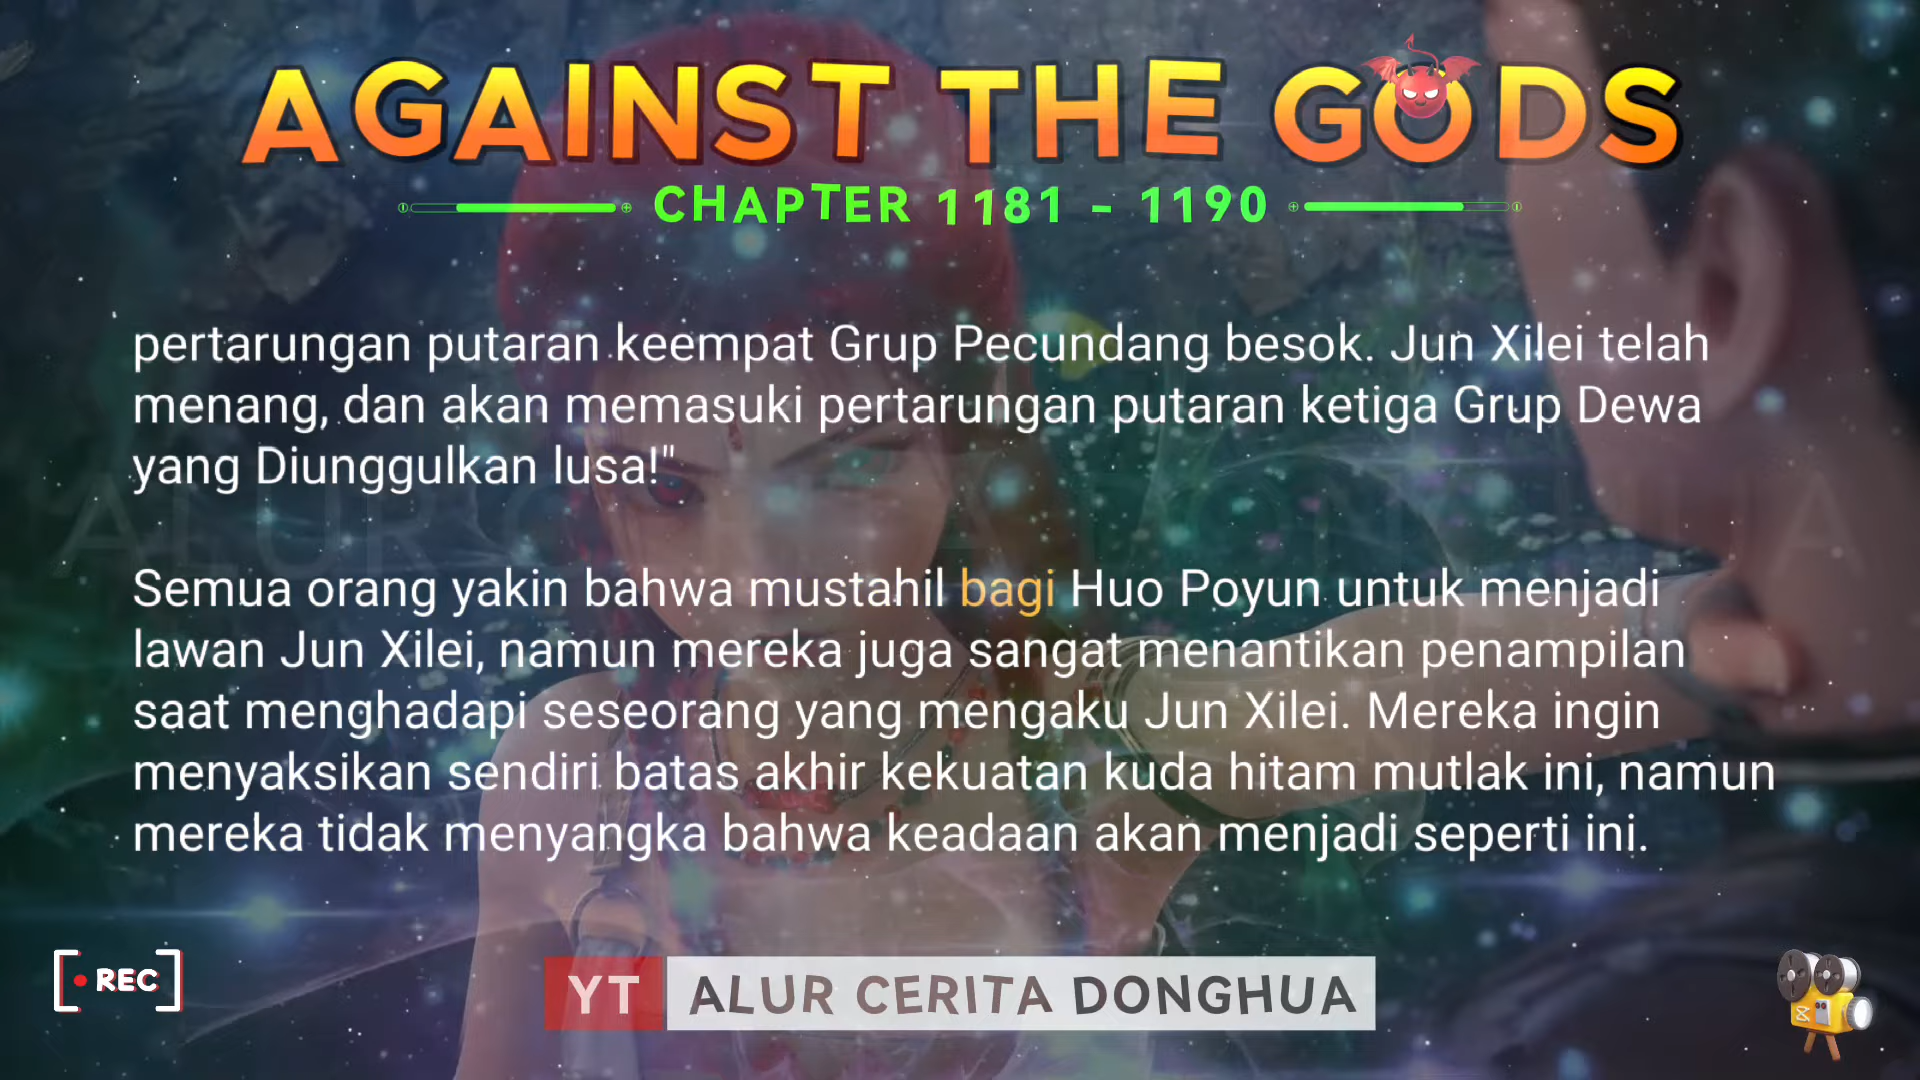 AGAINST THE GODS
CHAPTER 1181 - 1190
pertarungan putaran keempat Grup Pecundang besok. Jun Xilei telah
menang, dan akan memasuki pertarungan putaran ketiga Grup Dewa
yang Diunggulkan lusa!"
Semua orang yakin bahwa mustahil bagi Huo Poyun untuk menjadi
lawan Jun Xilei, namun mereka juga sangat menantikan penampilan
saat menghadapi seseorang yang mengaku Jun Xilei. Mereka ingin
menyaksikan sendiri batas akhir kekuatan kuda hitam mutlak ini, namun
mereka tidak menyangka bahwa keadaan akan menjadi seperti ini.
REC
YT ALUR CERITA DONGHUA